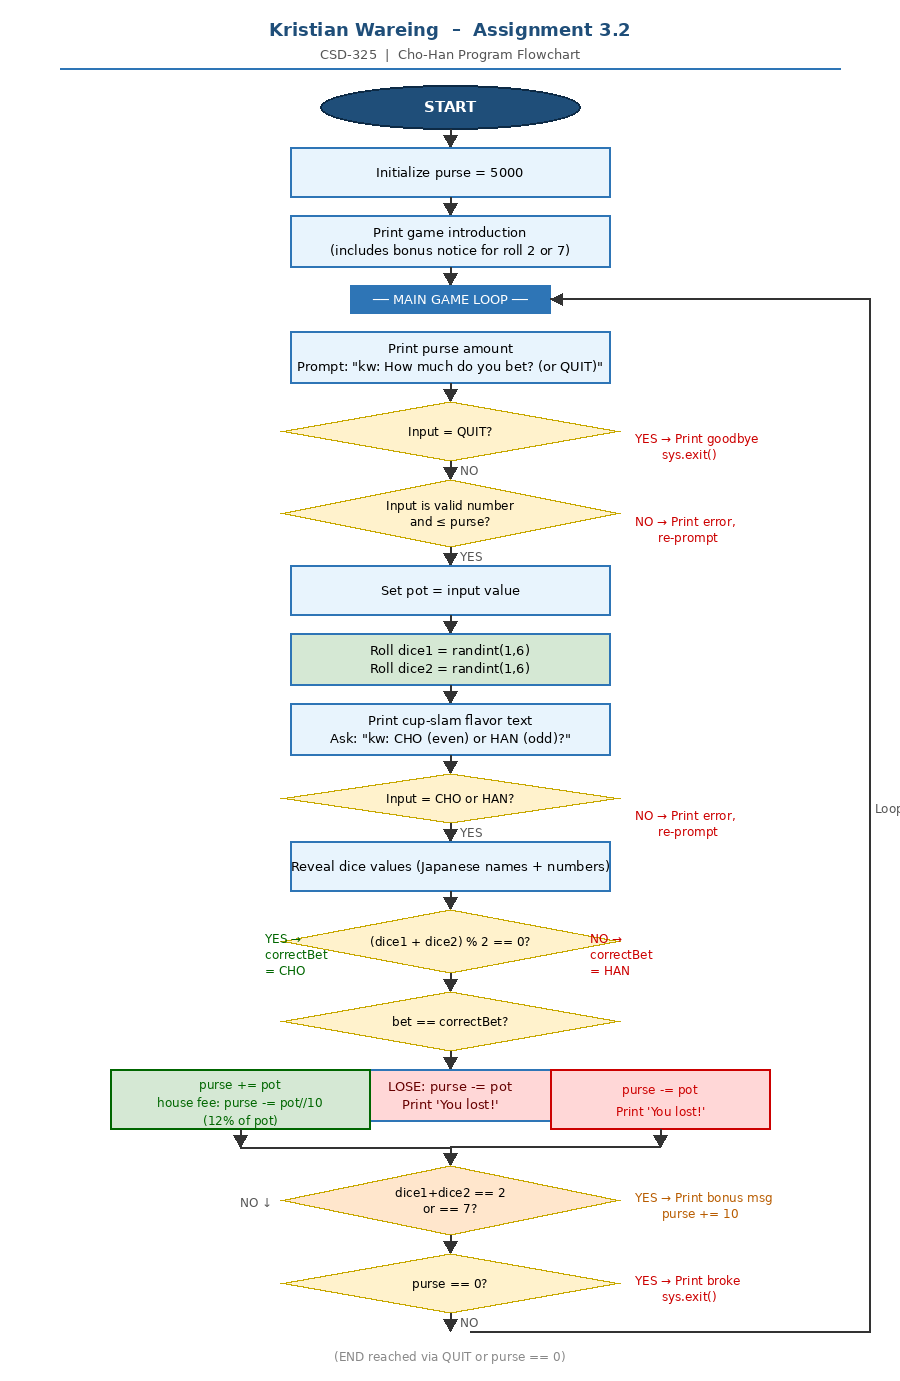 Kristian Wareing – Assignment 3.2
CSD-325 | Cho-Han Program Flowchart
START
Initialize purse = 5000
Print game introduction
(includes bonus notice for roll 2 or 7)
── MAIN GAME LOOP ──
Print purse amount
Prompt: "kw: How much do you bet? (or QUIT)"
Input = QUIT?
YES → Print goodbye
sys.exit()
NO
Input is valid number
and ≤ purse?
NO → Print error,
re-prompt
YES
Set pot = input value
Roll dice1 = randint(1,6)
Roll dice2 = randint(1,6)
Print cup-slam flavor text
Ask: "kw: CHO (even) or HAN (odd)?"
Input = CHO or HAN?
NO → Print error,
re-prompt
YES
Loop
Reveal dice values (Japanese names + numbers)
(dice1 + dice2) % 2 == 0?
YES →
correctBet
= CHO
NO →
correctBet
= HAN
bet == correctBet?
purse += pot
house fee: purse -= pot//10
(12% of pot)
LOSE: purse -= pot
Print 'You lost!'
purse -= pot
Print 'You lost!'
dice1+dice2 == 2
or == 7?
NO ↓
YES → Print bonus msg
purse += 10
purse == 0?
YES → Print broke
sys.exit()
NO
(END reached via QUIT or purse == 0)